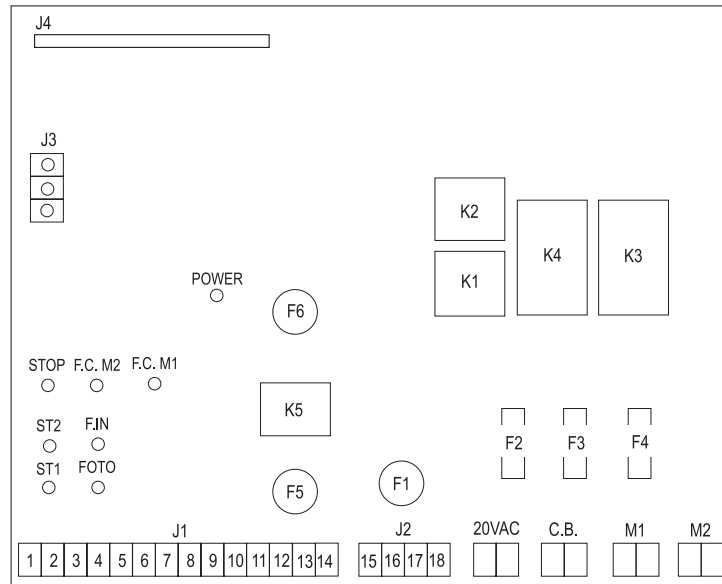 J4
J3
K2
K4
K3
K1
POWER
F6
STOP F.C. M2 F.C. M1
K5
ST2 F.IN
F2 F3 F4
ST1 FOTO
F5
F1
J1 J2 20VAC C.B. M1 M2
1 2 3 4 5 6 7 8 9 10 11 12 13 14 15 16 17 18